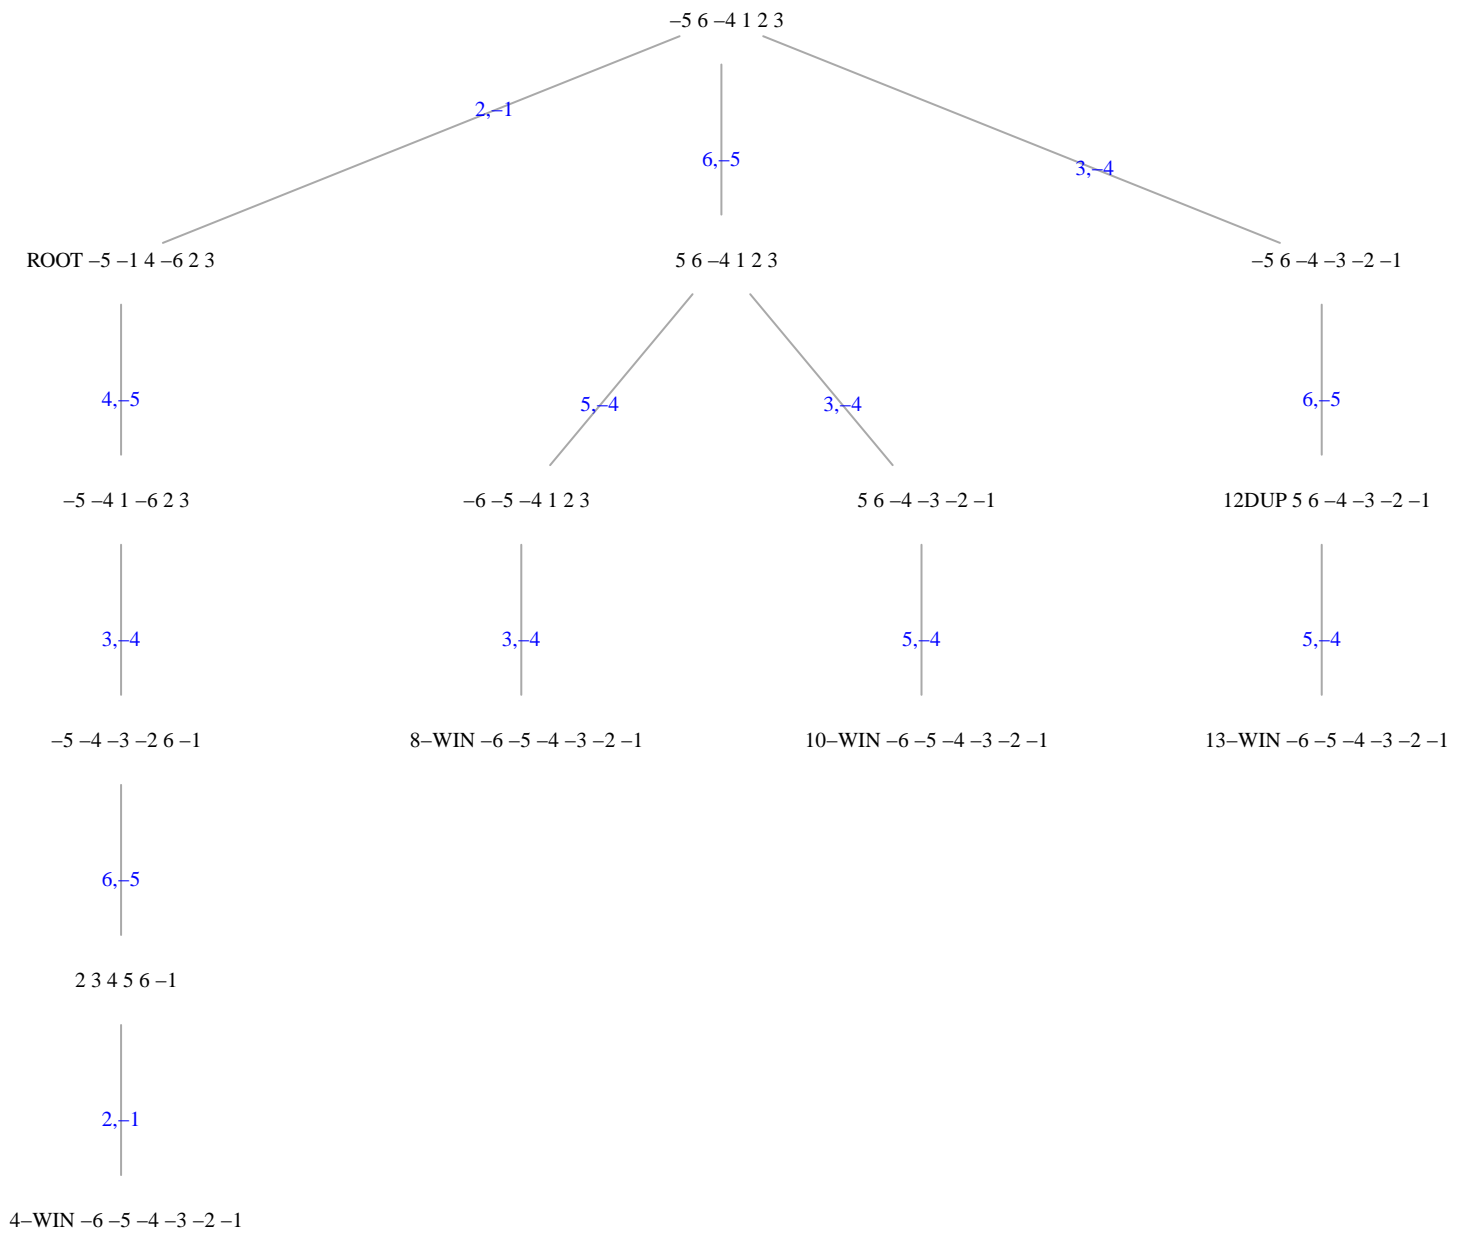 –5 6 –4 1 2 3
2,–1
6,–5
3,–4
ROOT –5 –1 4 –6 2 3
5 6 –4 1 2 3
–5 6 –4 –3 –2 –1
4,–5
5,–4
3,–4
6,–5
–5 –4 1 –6 2 3
–6 –5 –4 1 2 3
5 6 –4 –3 –2 –1
12DUP 5 6 –4 –3 –2 –1
3,–4
3,–4
5,–4
5,–4
–5 –4 –3 –2 6 –1
8–WIN –6 –5 –4 –3 –2 –1
10–WIN –6 –5 –4 –3 –2 –1
13–WIN –6 –5 –4 –3 –2 –1
6,–5
2 3 4 5 6 –1
2,–1
4–WIN –6 –5 –4 –3 –2 –1